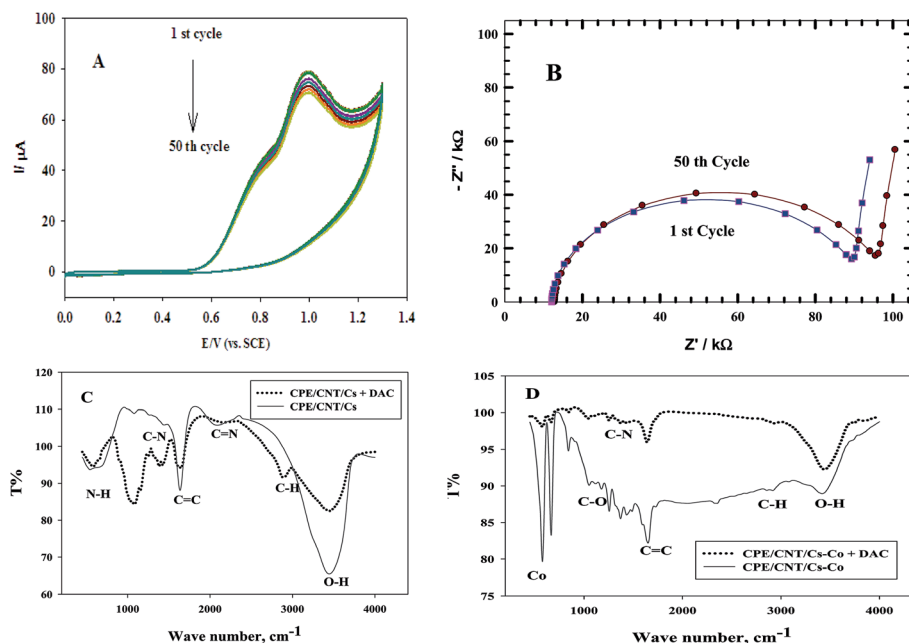 A
1 st cycle
50 th cycle
I/ µA
100
80
60
40
20
0
0.0 0.2 0.4 0.6 0.8 1.0 1.2 1.4
E/V (vs. SCE)
B
50 th Cycle
1 st Cycle
- Z'' / kΩ
100
80
60
40
20
0
0 20 40 60 80 100
Z' / kΩ
C
CPE/CNT/Cs + DAC
CPE/CNT/Cs
T%
120
110
100
90
80
70
60
N-H
C-N
C=C
C=N
C-H
O-H
1000 2000 3000 4000
Wave number, cm-1
D
T%
105
100
95
90
85
80
75
C-N
C-O
C=C
C-H
O-H
Co
CPE/CNT/Cs-Co + DAC
CPE/CNT/Cs-Co
1000 2000 3000 4000
Wave number, cm-1